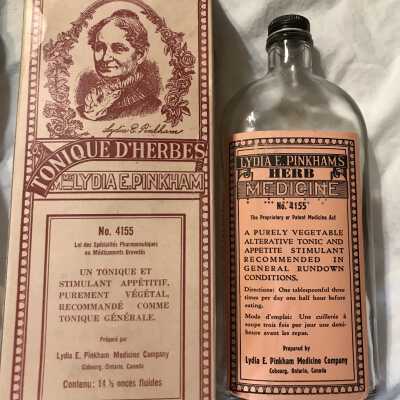 Lydia E. Pinkham
TONIQUE D'HERBES
MME LYDIA E. PINKHAM
No. 4155
Loi des Spécialités Pharmaceutiques
ou Médicaments Brevetés
UN TONIQUE ET
STIMULANT APPÉTITIF,
PUREMENT VÉGÉTAL,
RECOMMANDÉ COMME
TONIQUE GÉNÉRALE.
Préparé par
Lydia E. Pinkham Medicine Company
Cobourg, Ontario, Canada
Contenu: 14 ½ onces fluides
LYDIA E. PINKHAM'S
HERB
MEDICINE
No. 4155
The Proprietary or Patent Medicine Act
A PURELY VEGETABLE
ALTERATIVE TONIC AND
APPETITE STIMULANT
RECOMMENDED IN
GENERAL RUNDOWN
CONDITIONS.
Directions: One tablespoonful three
times per day one half hour before
eating.
Mode d'emploi: Une cuillerée à
soupe trois fois par jour une demi-
heure avant les repas.
Prepared by
Lydia E. Pinkham Medicine Company
Cobourg, Ontario, Canada